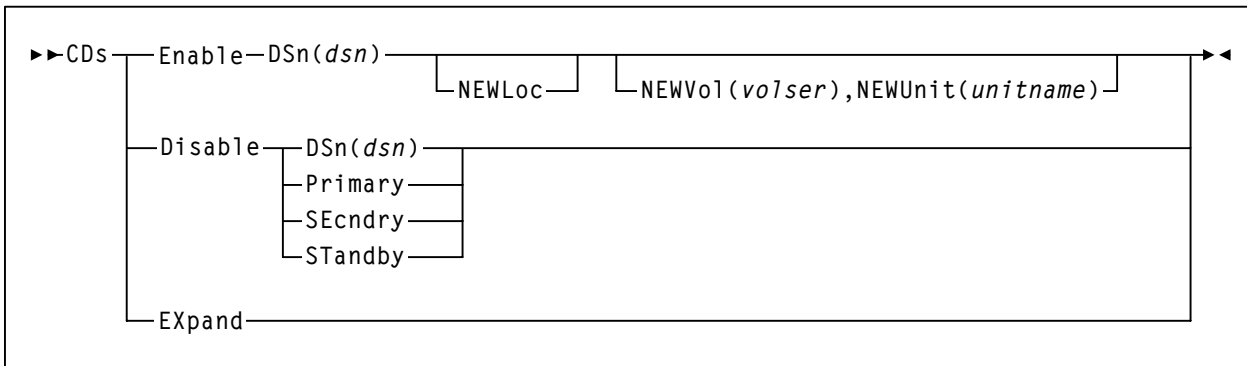 CDs Enable DSn(dsn)
NEWLoc NEWVol(volser),NEWUnit(unitname)
Disable DSn(dsn)
Primary
SEcndry
STandby
EXpand